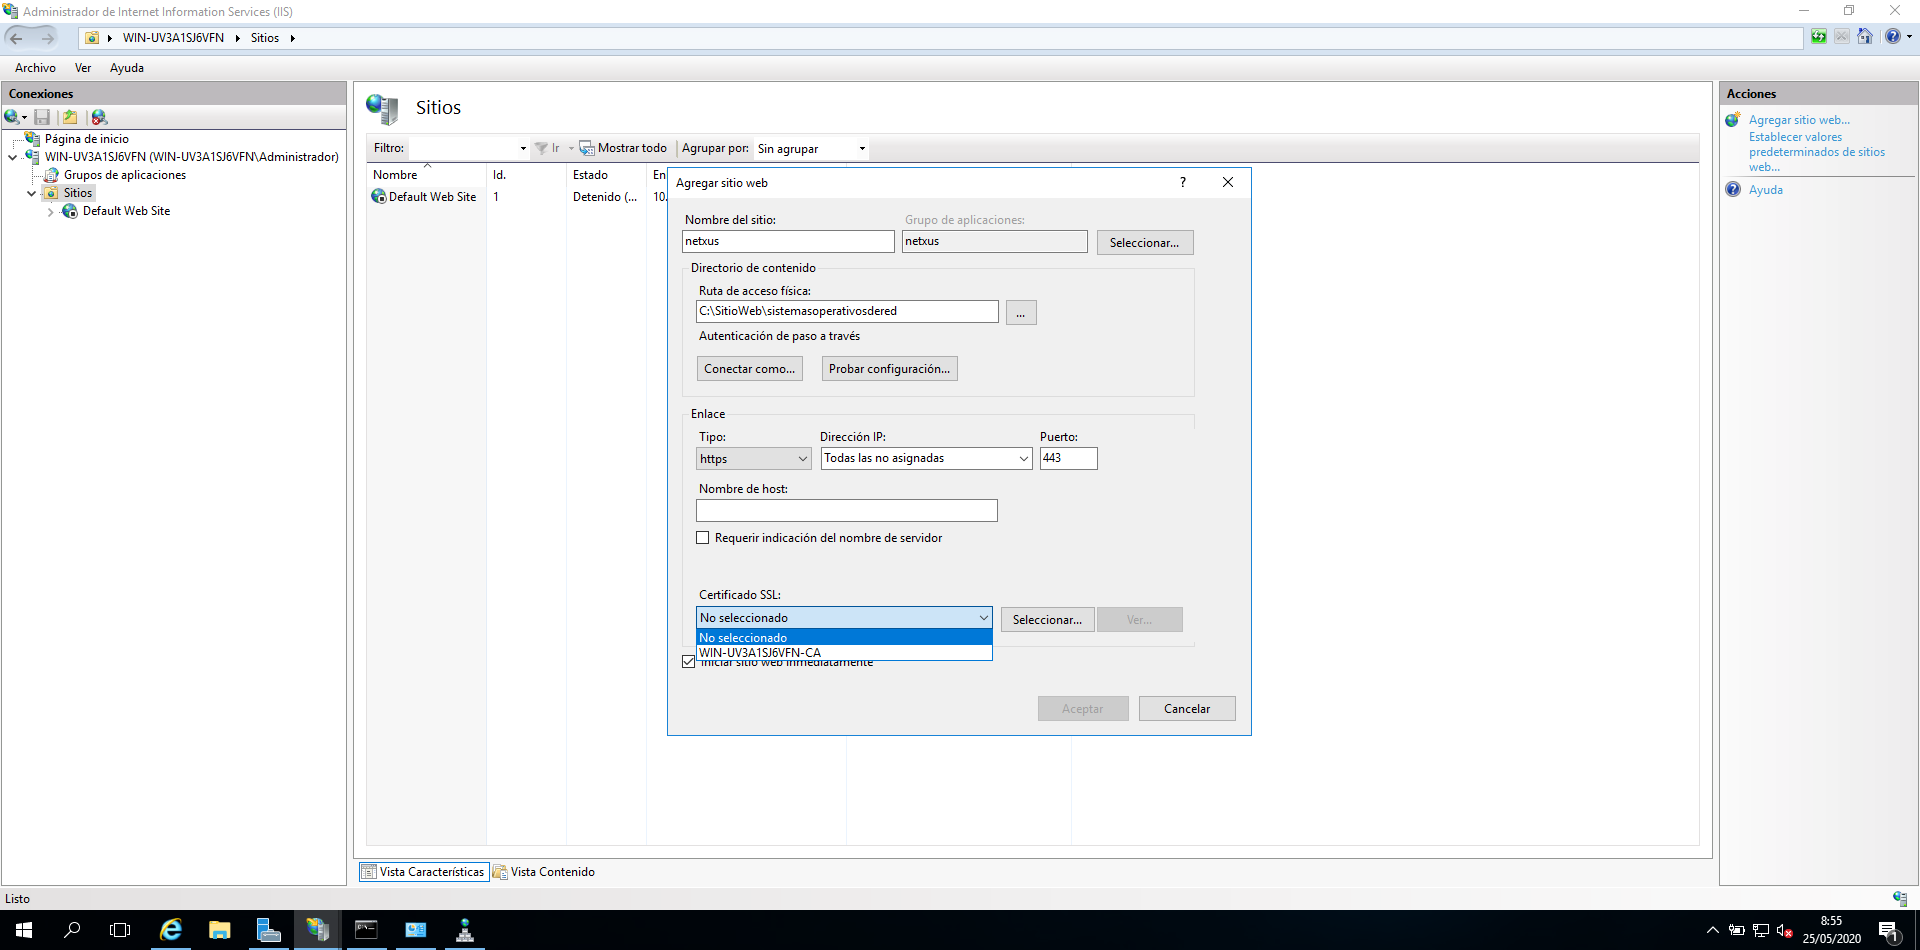 Administrador de Internet Information Services (IIS)
WIN-UV3A1SJ6VFN
Sitios
Archivo Ver Ayuda
Conexiones
Página de inicio
WIN-UV3A1SJ6VFN (WIN-UV3A1SJ6VFN\Administrador)
Grupos de aplicaciones
Sitios
Default Web Site
Sitios
Filtro: Ir Mostrar todo Agrupar por: Sin agrupar
Nombre Id. Estado En
Default Web Site 1 Detenido (... 10.
Agregar sitio web ?
Nombre del sitio: Grupo de aplicaciones:
netxus netxus Seleccionar...
Directorio de contenido
Ruta de acceso física:
C:\SitioWeb\sistemasoperativosdered ...
Autenticación de paso a través
Conectar como... Probar configuración...
Enlace
Tipo: Dirección IP: Puerto:
https Todas las no asignadas 443
Nombre de host:
Requerir indicación del nombre de servidor
Certificado SSL:
No seleccionado Seleccionar... Ver...
No seleccionado
WIN-UV3A1SJ6VFN-CA
Iniciar sitio web inmediatamente
Aceptar Cancelar
Acciones
Agregar sitio web...
Establecer valores
predeterminados de sitios
web...
Ayuda
Vista Características Vista Contenido
Listo
8:55
25/05/2020
1